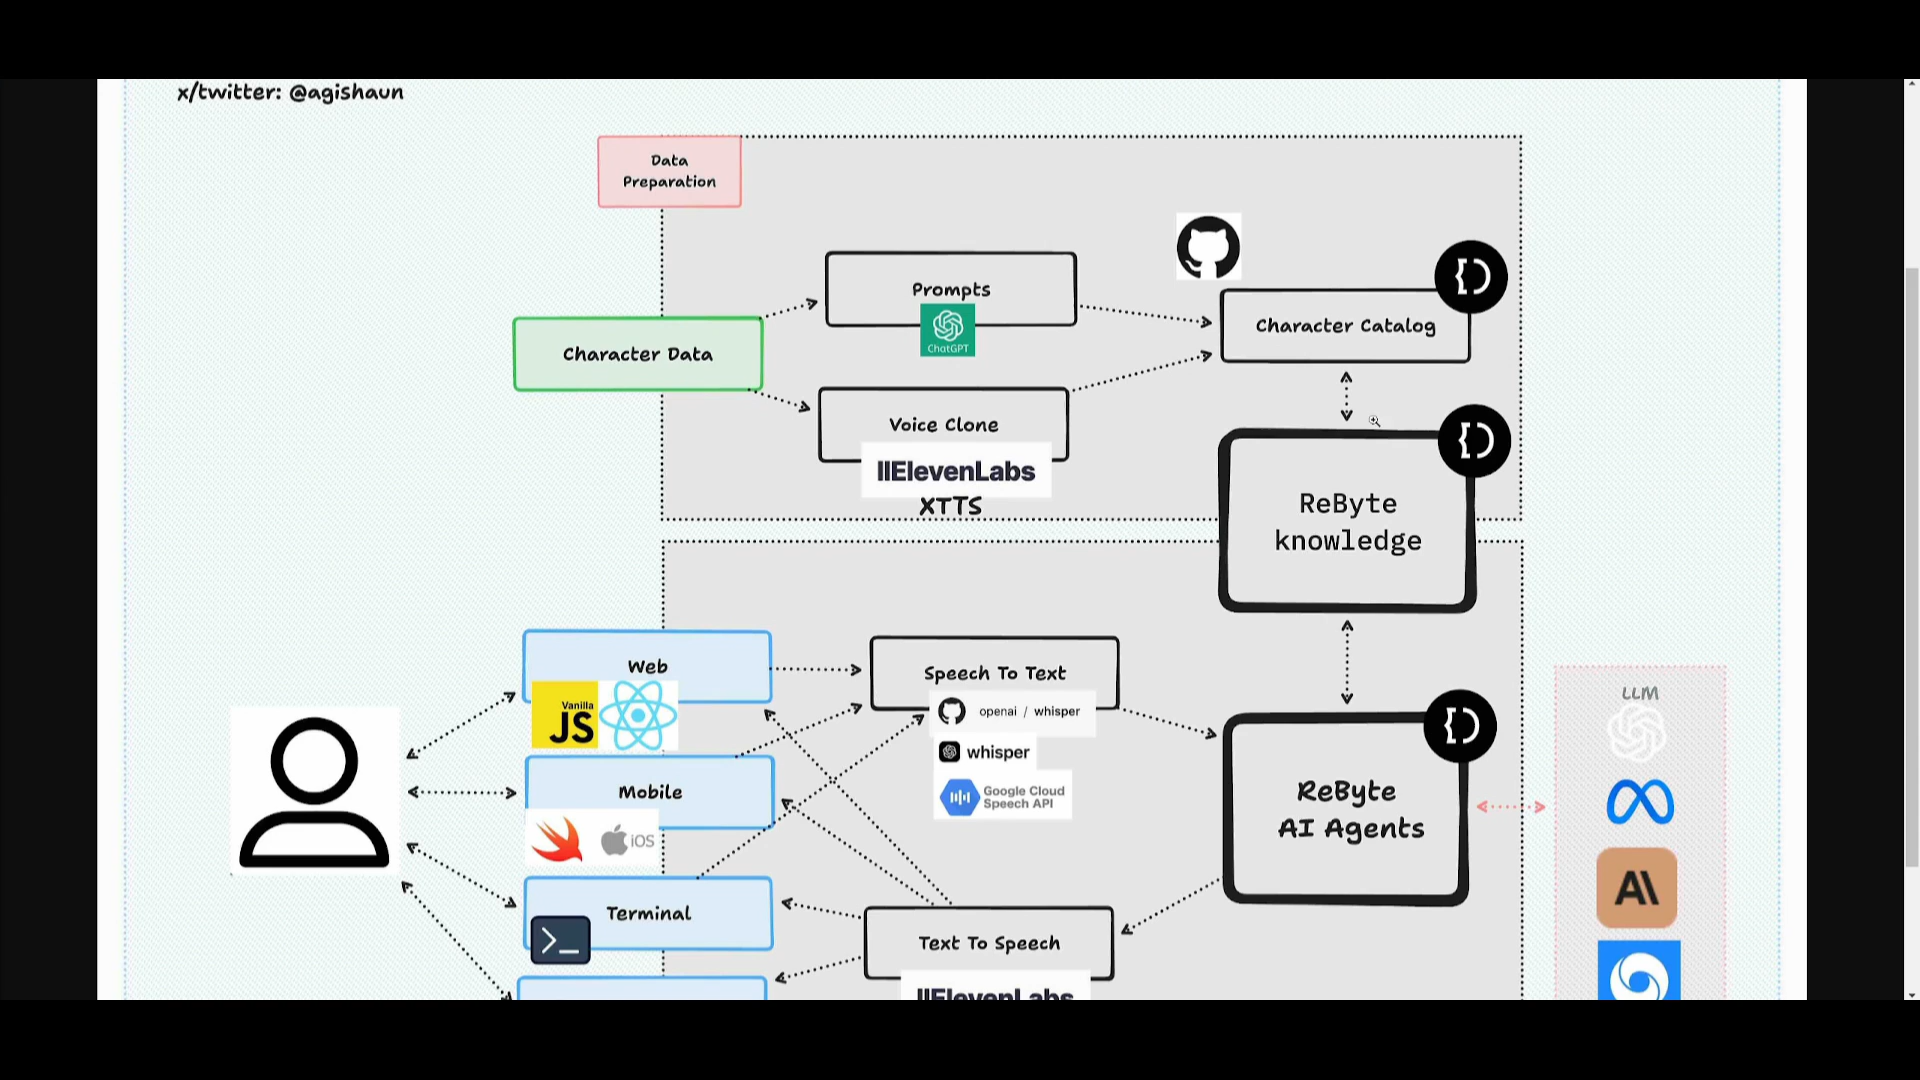 x/twitter: @agishaun
Data
Preparation
Prompts
ChatGPT
Character Data
Character Catalog
Voice Clone
IIElevenLabs
XTTS
ReByte
knowledge
Web
Vanilla
JS
Speech To Text
openai / whisper
whisper
Google Cloud
Speech API
Mobile
iOS
ReByte
AI Agents
LLM
Terminal
>_
Text To Speech
IIElevenLabs